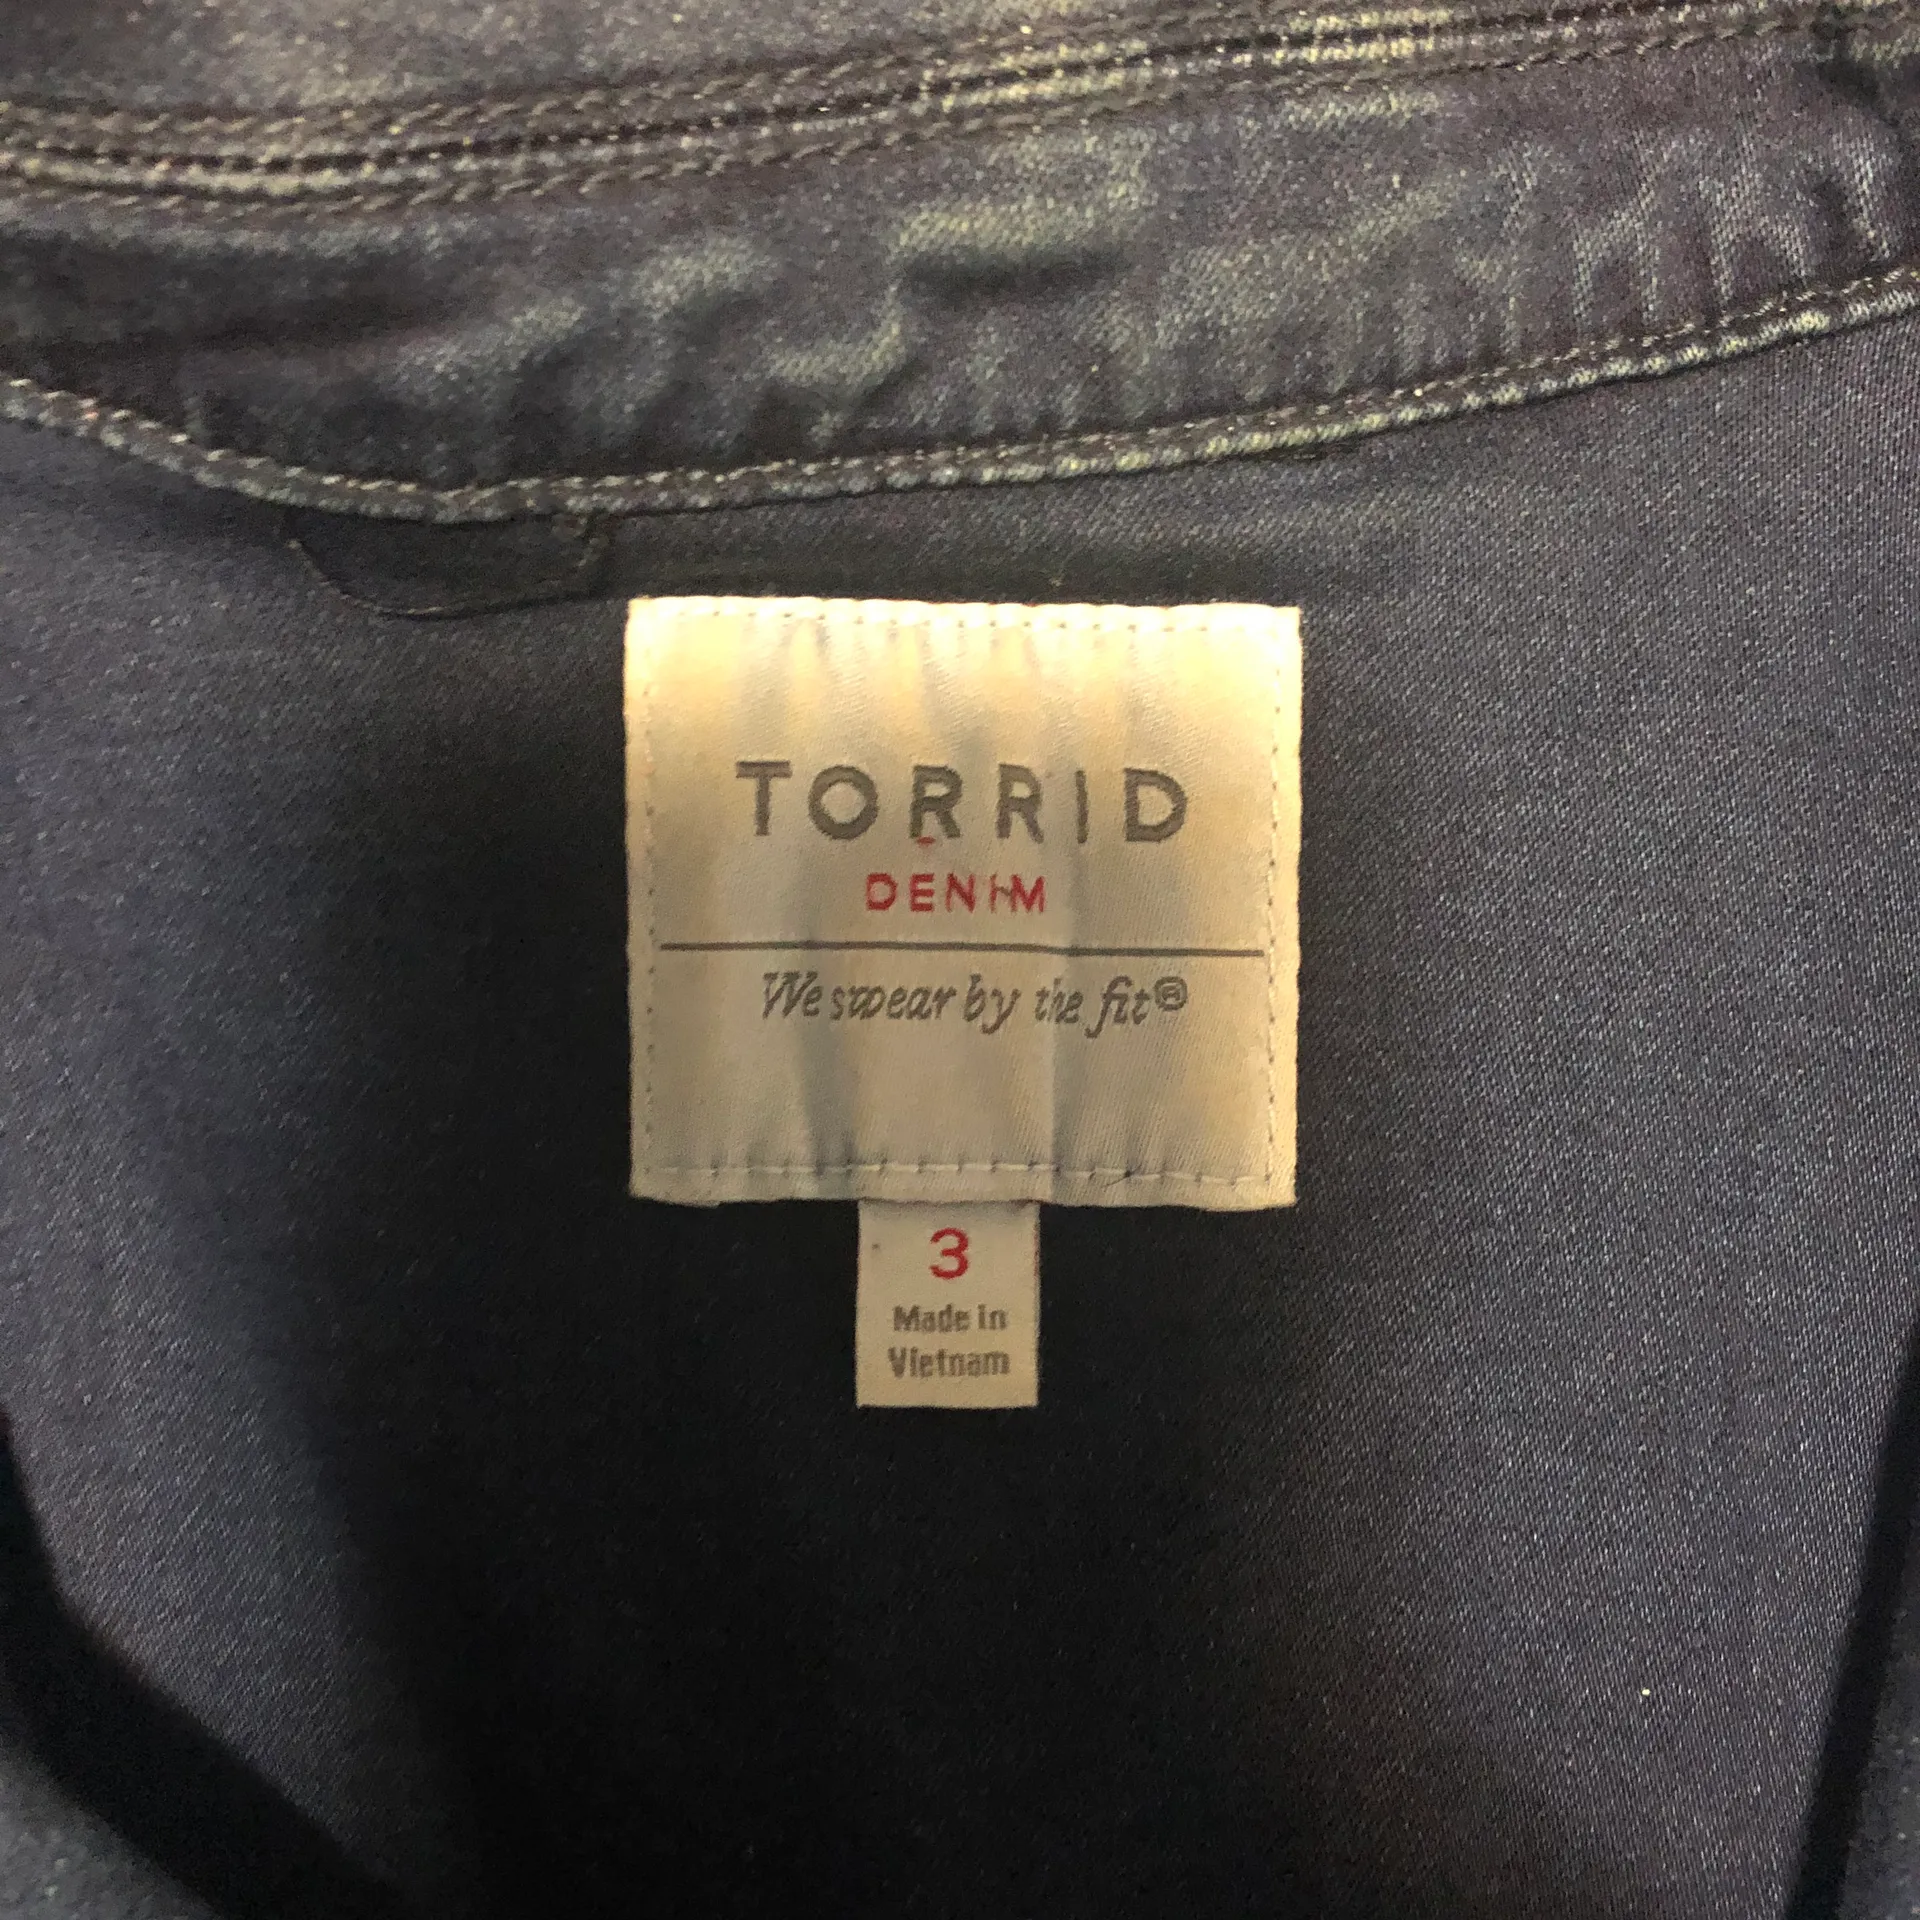 TORRID
DENIM
We swear by the fit®
3
Made in
Vietnam